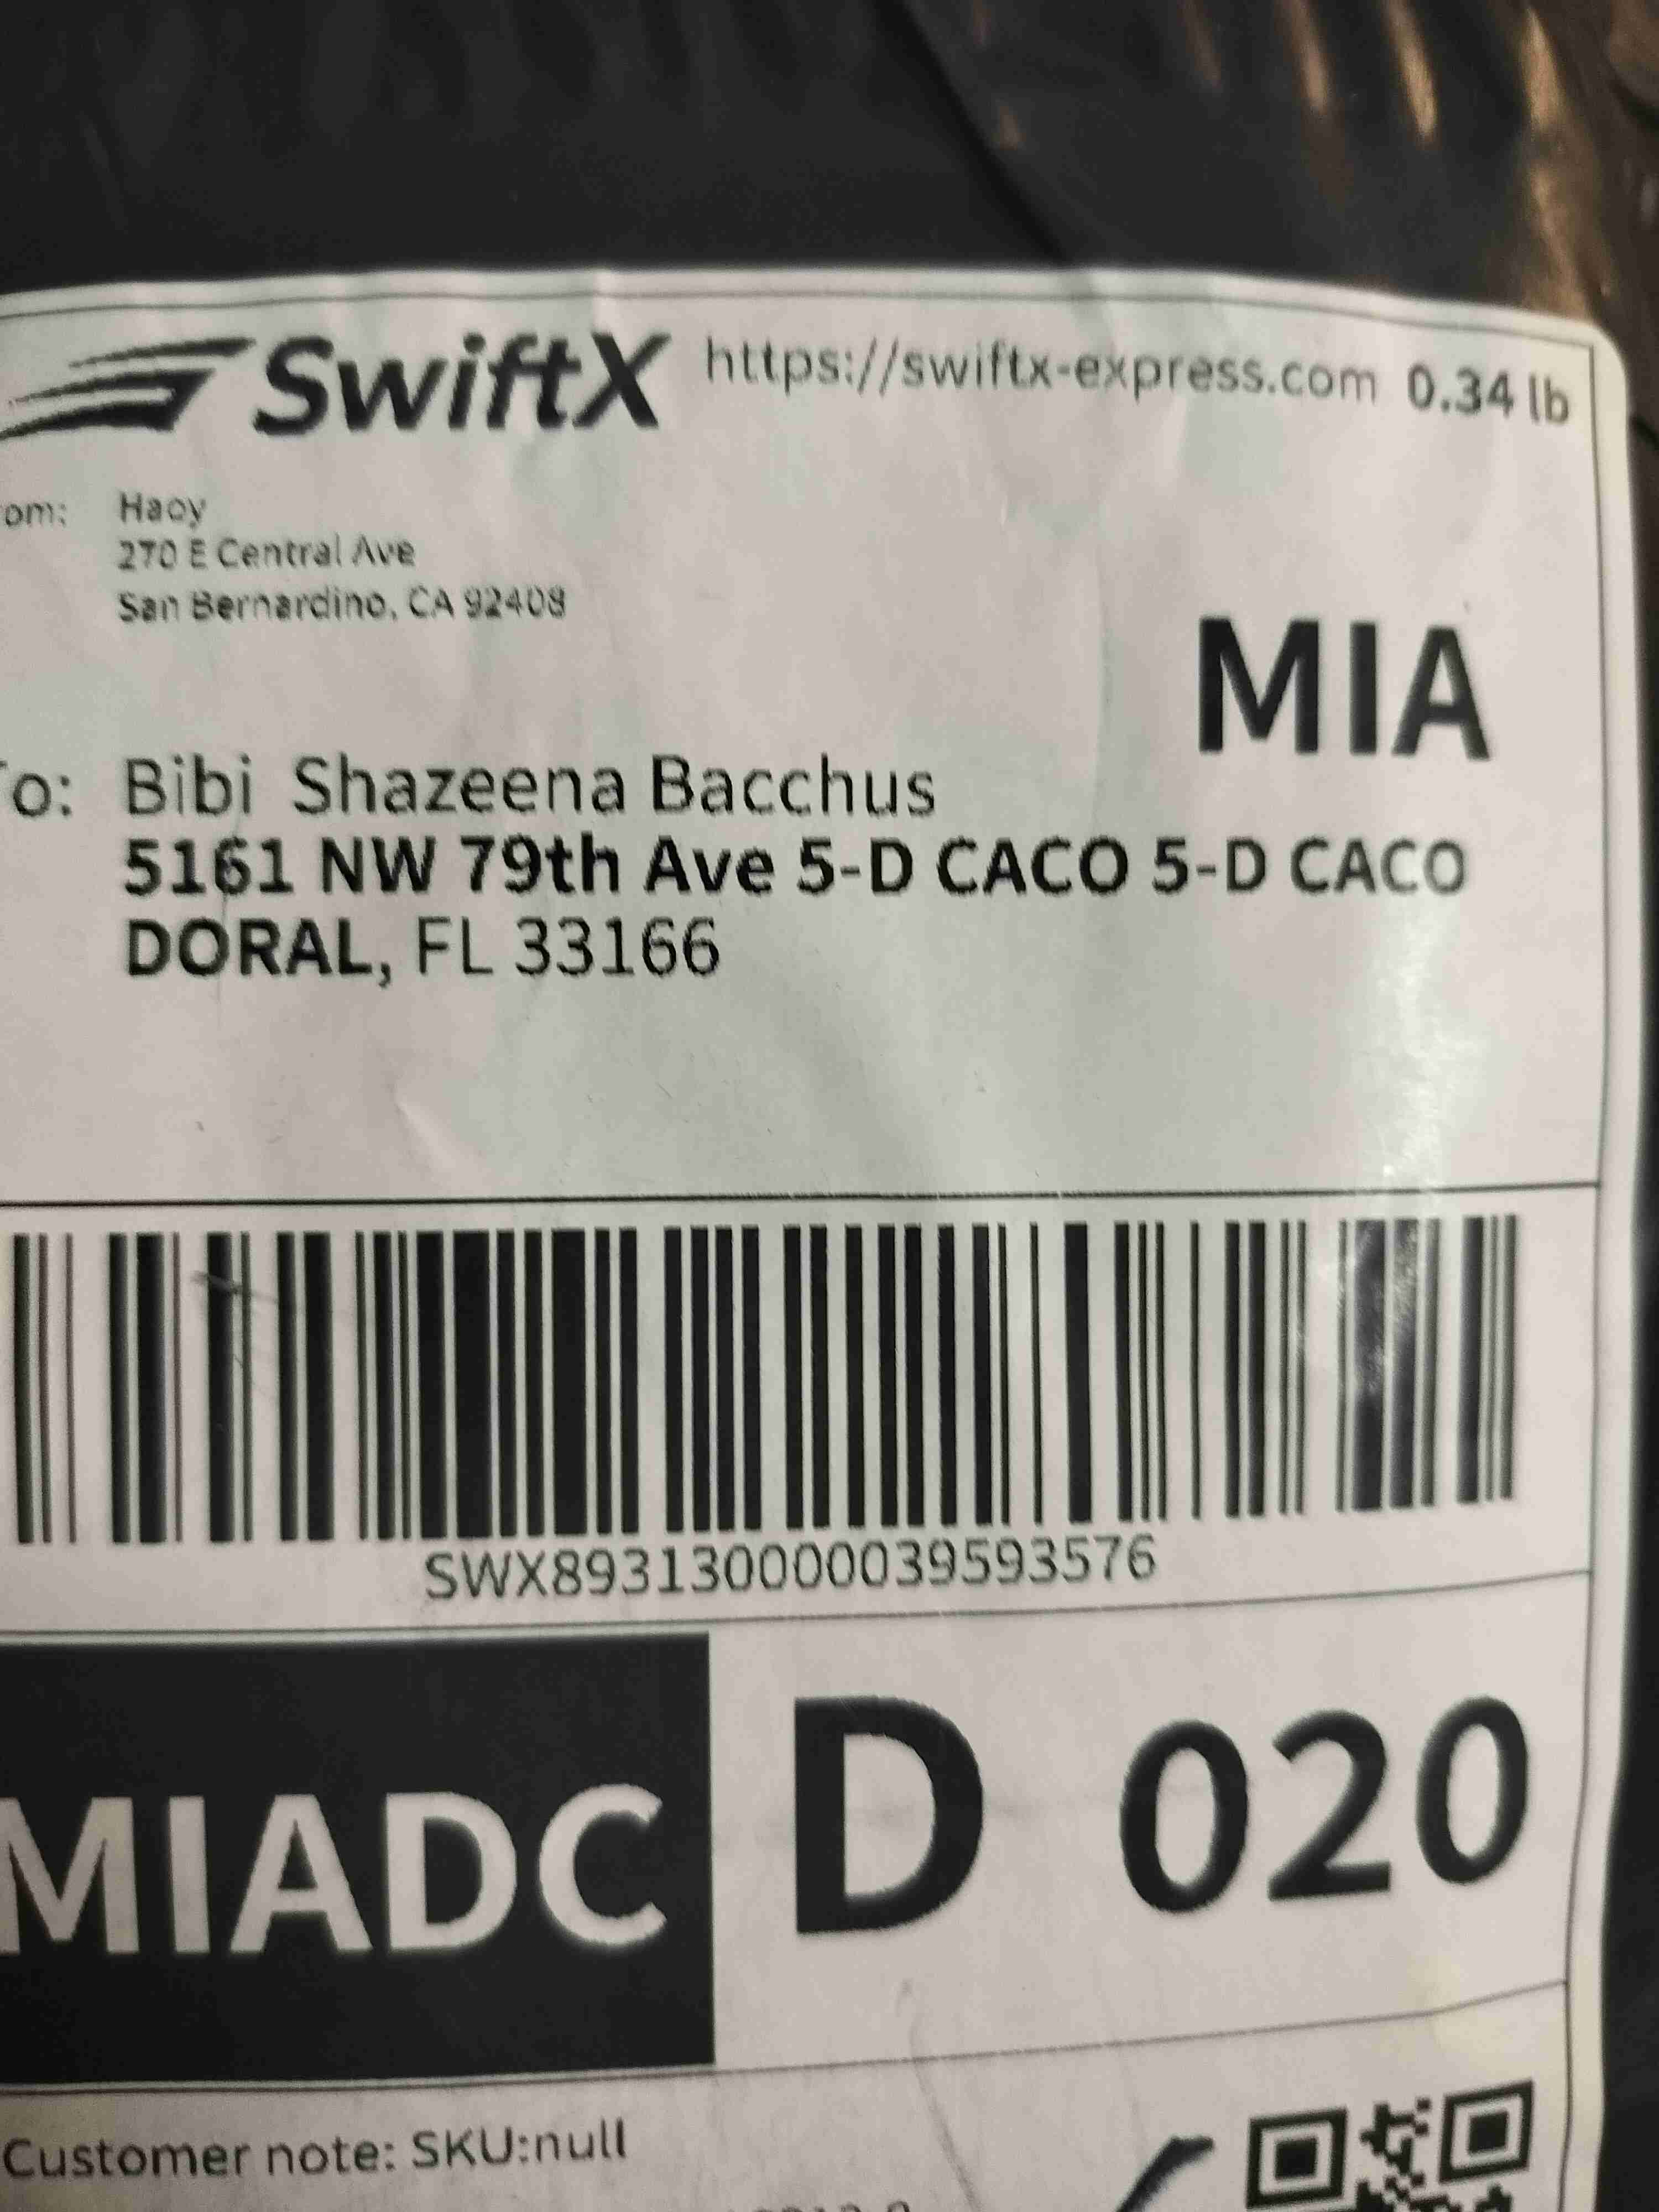 SwiftX https://swiftx-express.com 0.34 lb
om: Haoy
270 E Central Ave
San Bernardino, CA 92408
MIA
To: Bibi Shazeena Bacchus
5161 NW 79th Ave 5-D CACO 5-D CACO
DORAL, FL 33166
SWX893130000039593576
MIADC D 020
Customer note: SKU:null